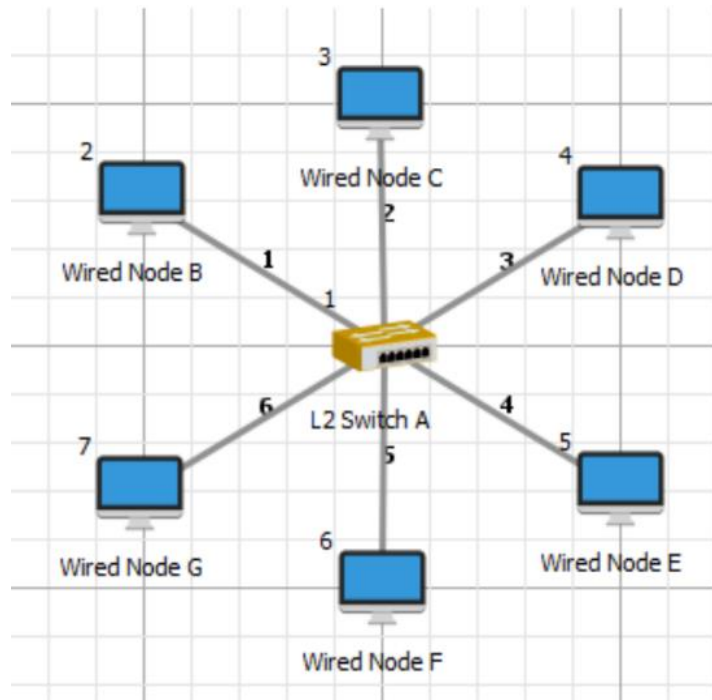 3
Wired Node C
2
Wired Node B
4
Wired Node D
2
1
3
1
L2 Switch A
6
4
5
7
Wired Node G
5
Wired Node E
6
Wired Node F